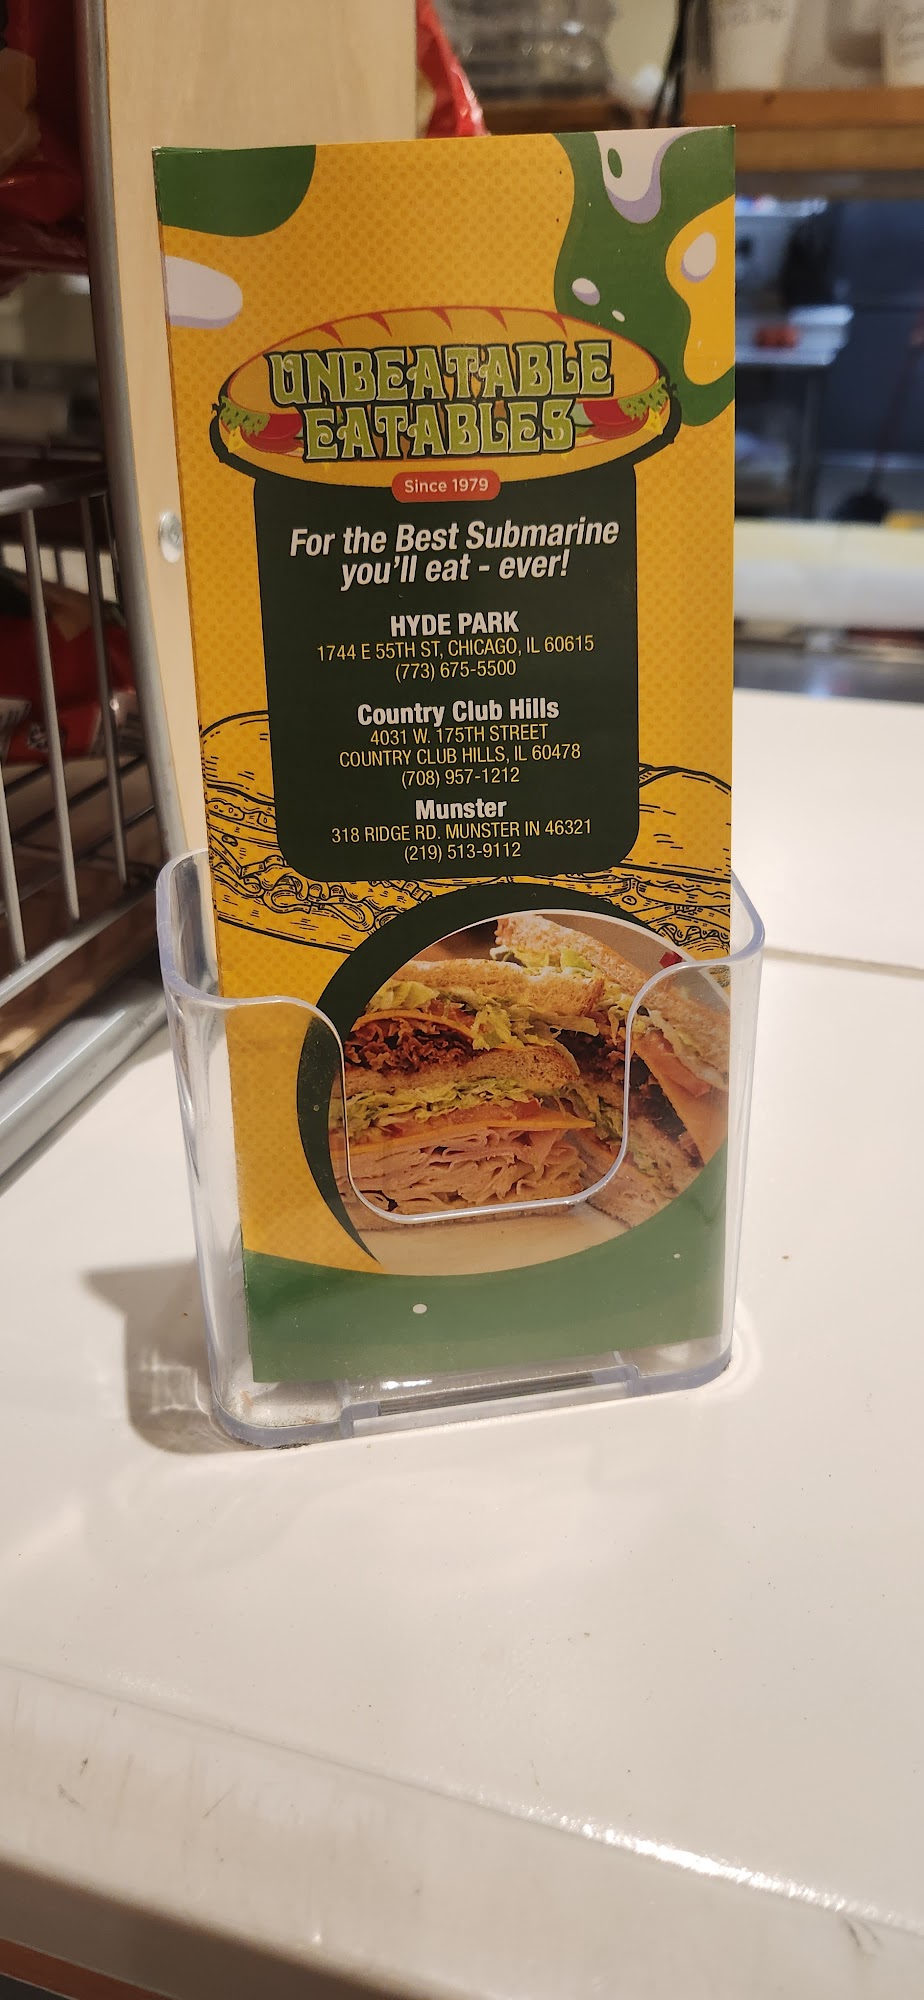 UNBEATABLE
EATABLES
Since 1979
For the Best Submarine
you'll eat - ever!
HYDE PARK
1744 E 55TH ST, CHICAGO, IL 60615
(773) 675-5500
Country Club Hills
4031 W. 175TH STREET
COUNTRY CLUB HILLS, IL 60478
(708) 957-1212
Munster
318 RIDGE RD. MUNSTER IN 46321
(219) 513-9112